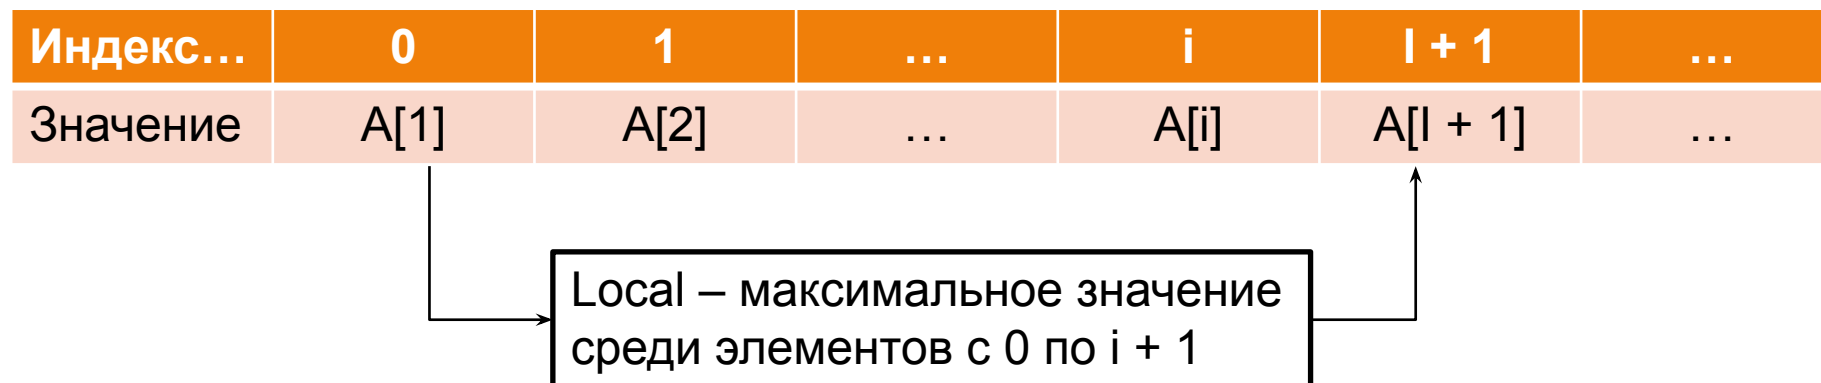 Индекс… 0 1 … i I + 1 …
Значение A[1] A[2] … A[i] A[I + 1] …
Local – максимальное значение
среди элементов с 0 по i + 1